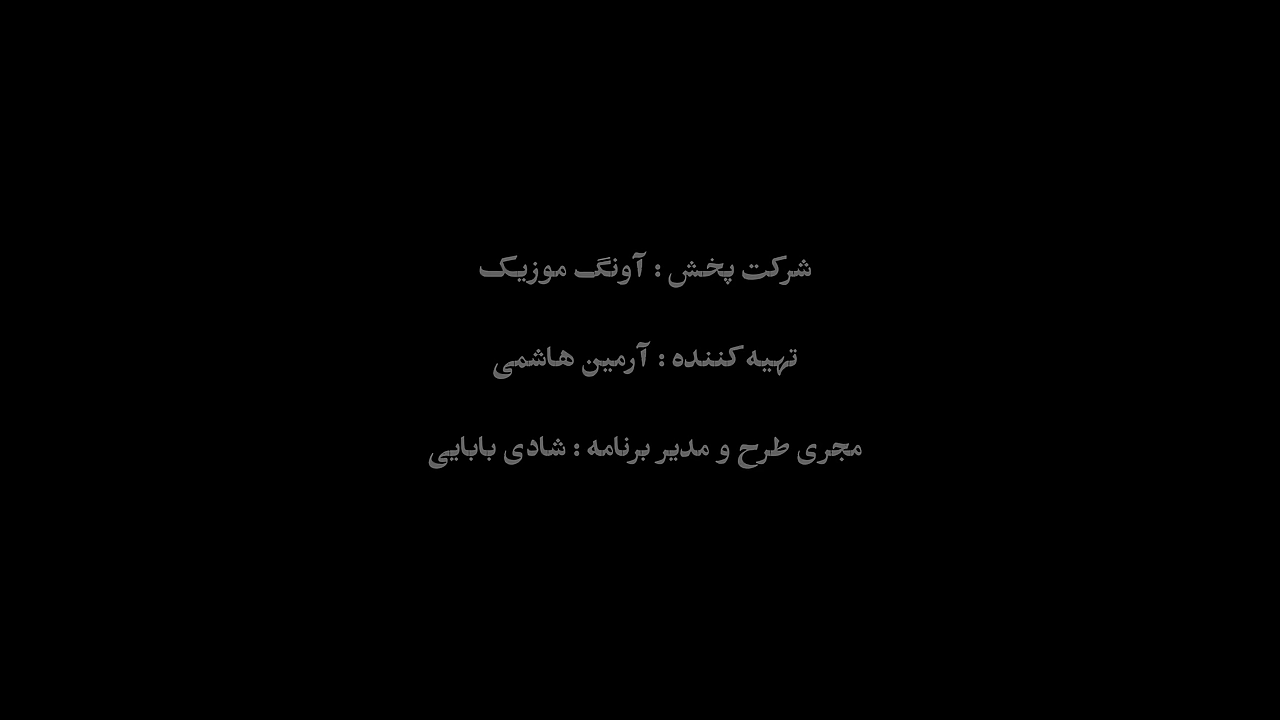 شرکت پخش : آونگ موزیک
تهیه کننده : آرمین هاشمی
مجری طرح و مدیر برنامه : شادی بابایی